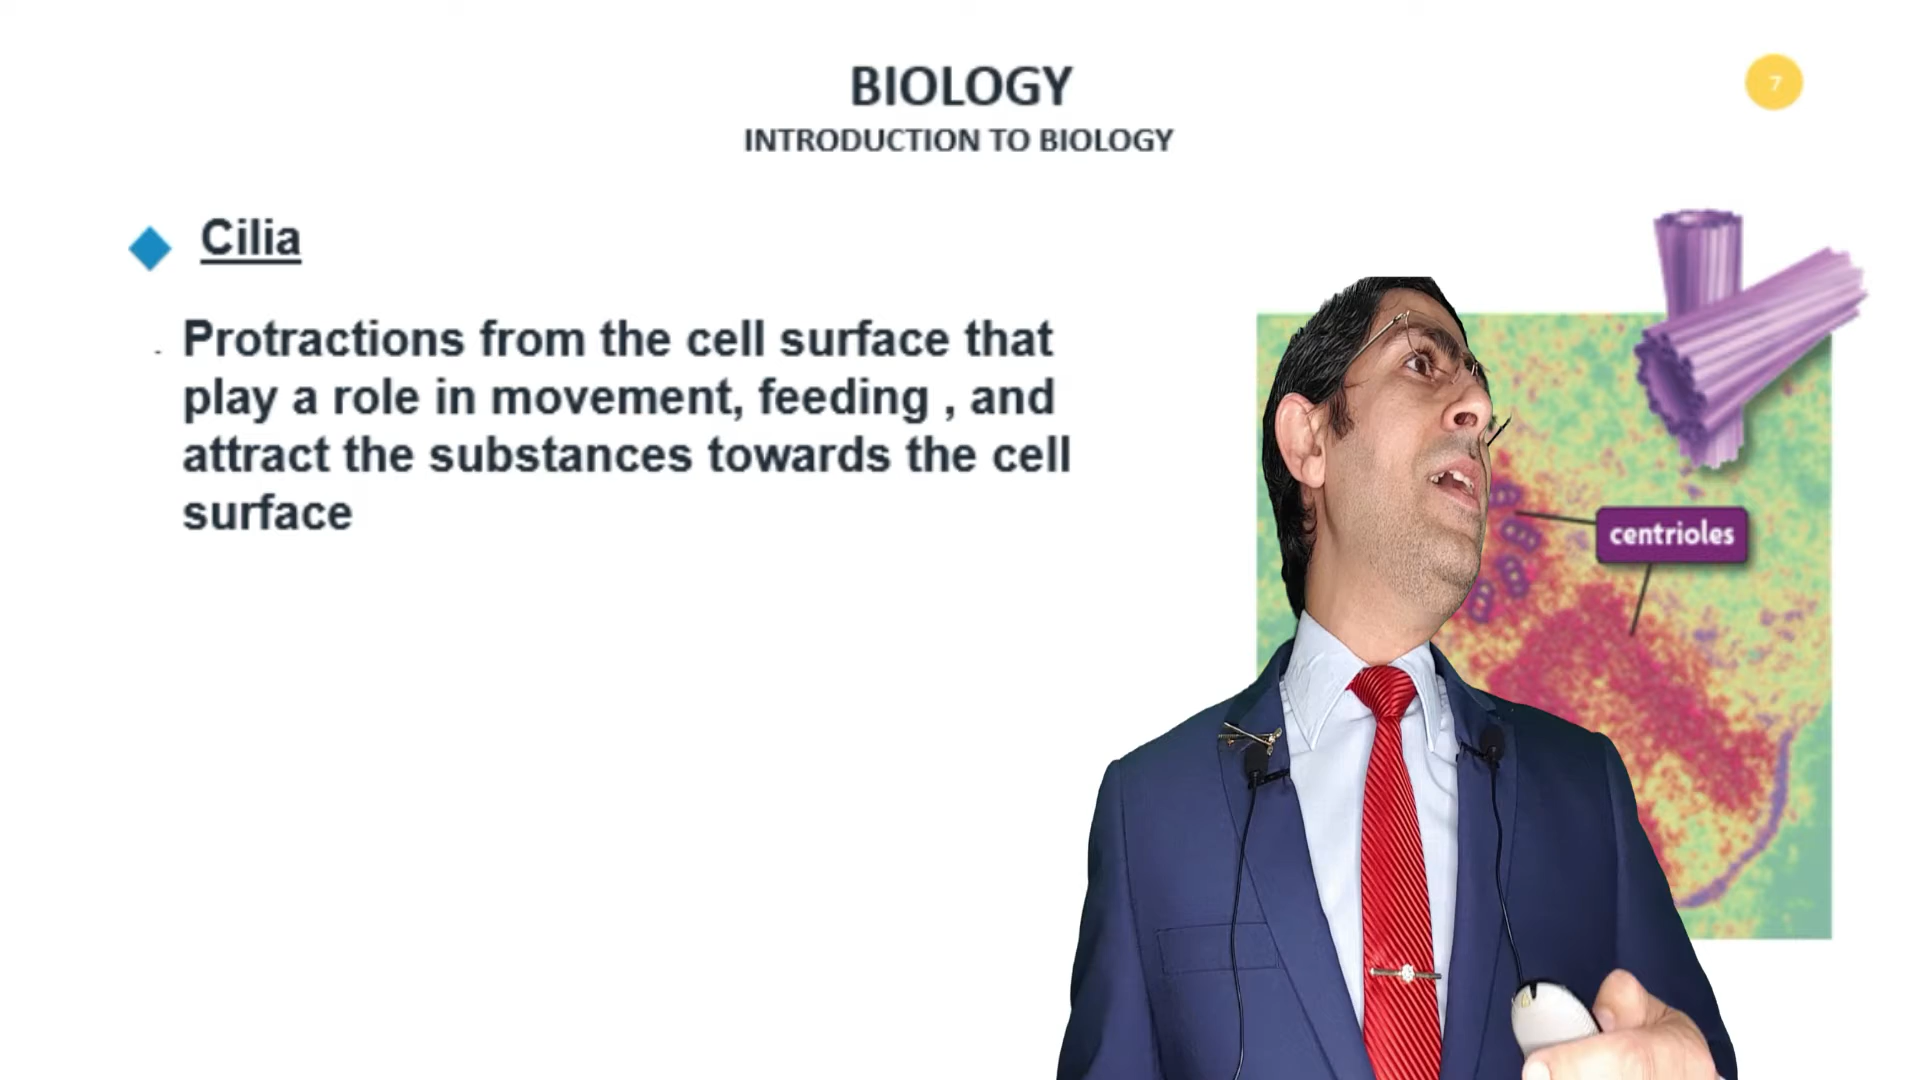 BIOLOGY
7
INTRODUCTION TO BIOLOGY
Cilia
- Protractions from the cell surface that
play a role in movement, feeding , and
attract the substances towards the cell
surface
centrioles